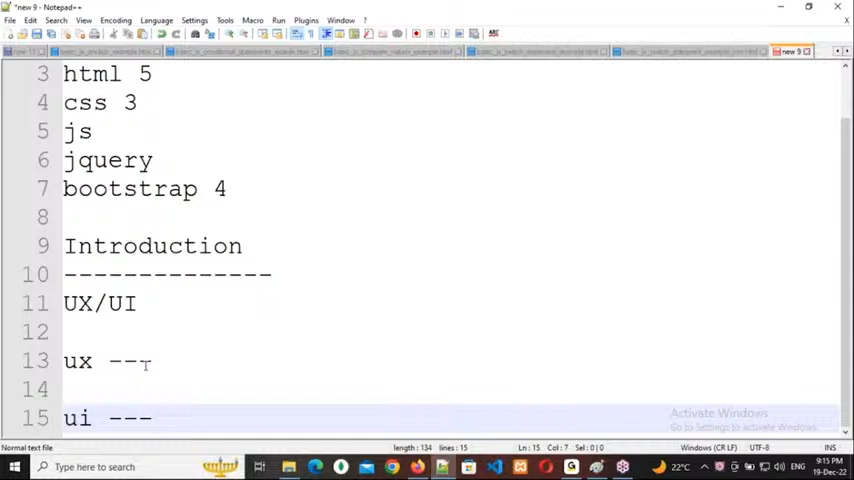 *new 9 - Notepad++
File Edit Search View Encoding Language Settings Tools Macro Run Plugins Window ?
new 9
3 html 5
4 css 3
5 js
6 jquery
7 bootstrap 4
8
9 Introduction
10 --------------
11 UX/UI
12
13 ux ---
14
15 ui ---
Activate Windows
Go to Settings to activate Windows.
Normal text file length : 134 lines : 15 Ln : 15 Col : 7 Sel : 0 | 0 Windows (CR LF) UTF-8 INS
Type here to search 22°C ENG 9:15 PM
19-Dec-22